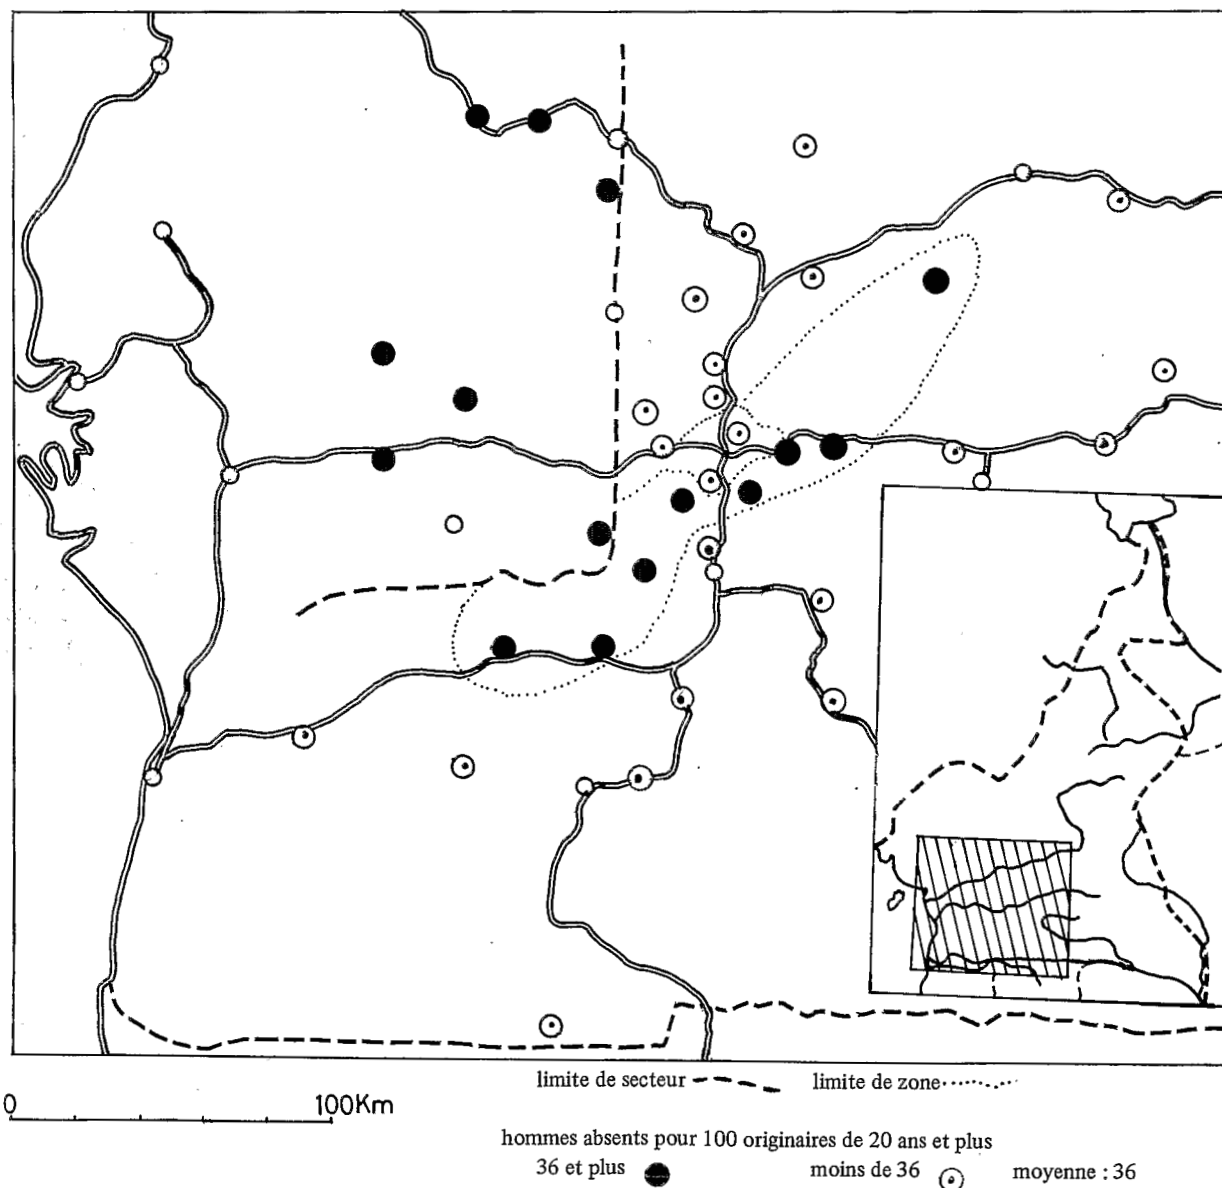 limite de secteur limite de zone
0 100Km
hommes absents pour 100 originaires de 20 ans et plus
36 et plus moins de 36 moyenne : 36